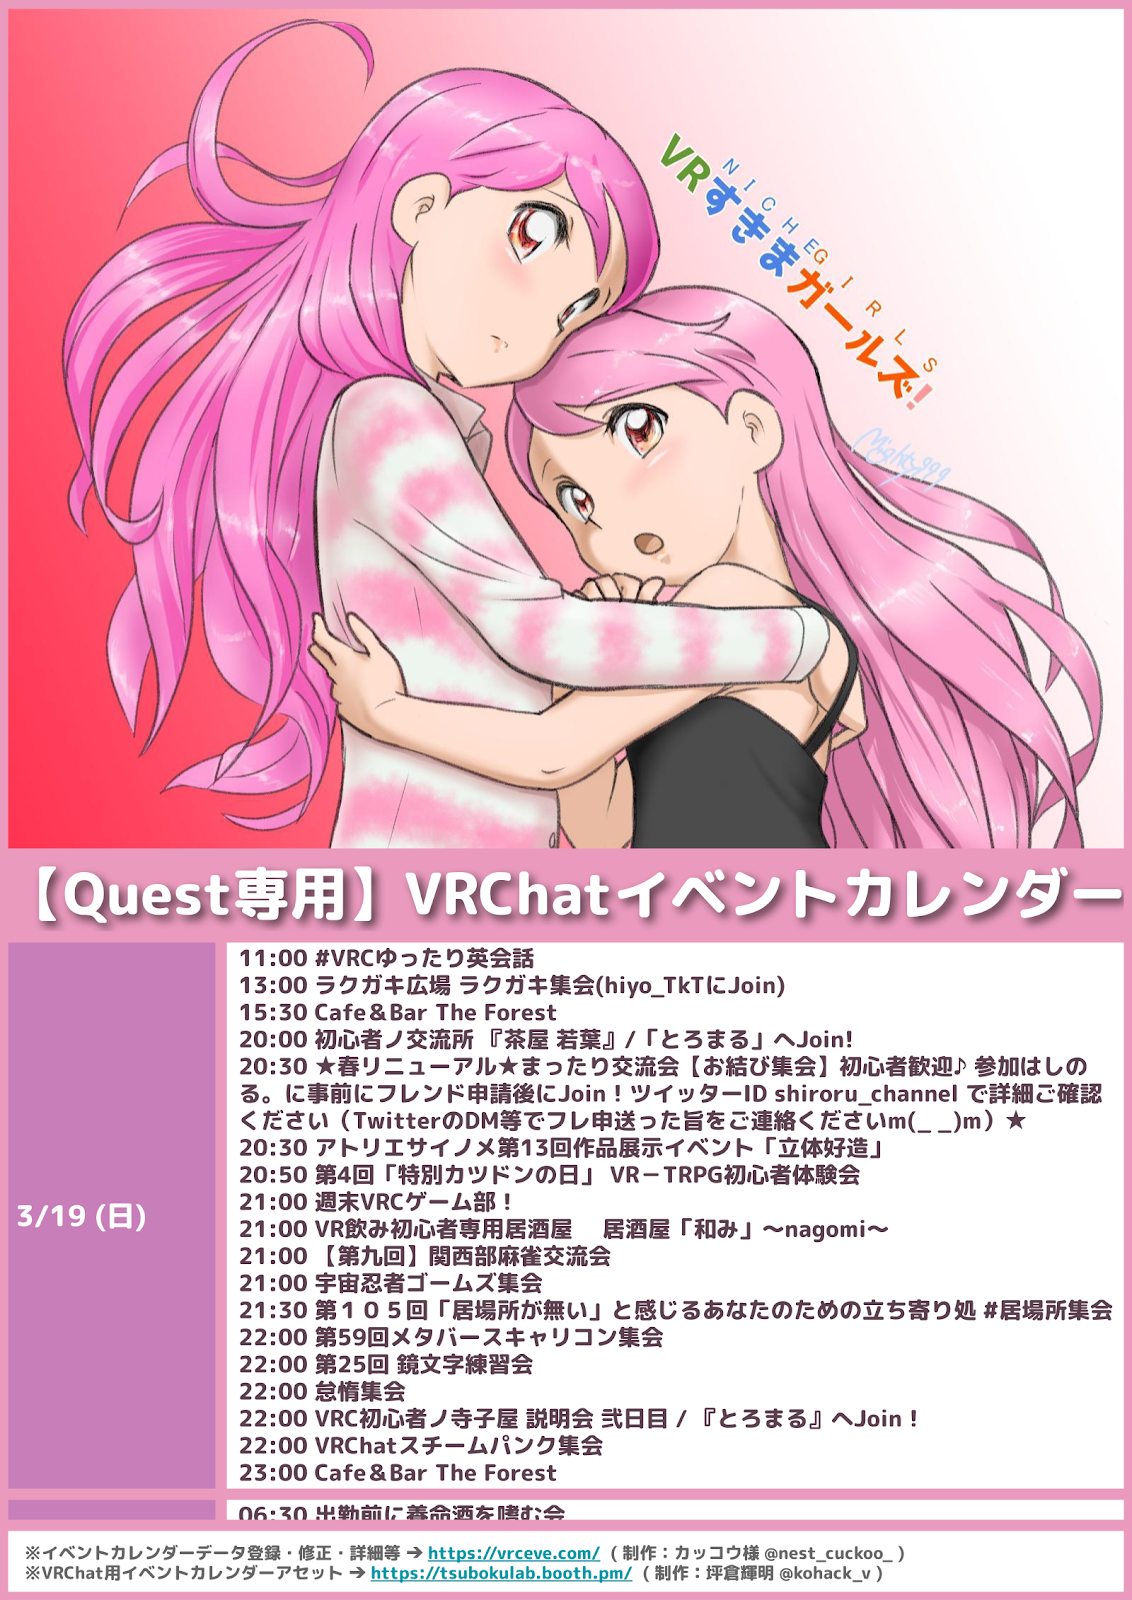 VRすきまガールズ!
NICHEGIRLS
Mighty999
【Quest専用】VRChatイベントカレンダー
3/19 (日)
11:00 #VRCゆったり英会話
13:00 ラクガキ広場 ラクガキ集会(hiyo_TkTにJoin)
15:30 Cafe＆Bar The Forest
20:00 初心者ノ交流所 『茶屋 若葉』/「とろまる」へJoin!
20:30 ★春リニューアル★まったり交流会【お結び集会】初心者歓迎♪ 参加はしの
る。に事前にフレンド申請後にJoin！ツイッターID shiroru_channel で詳細ご確認
ください（TwitterのDM等でフレ申送った旨をご連絡くださいm(_ _)m）★
20:30 アトリエサイノメ第13回作品展示イベント「立体好造」
20:50 第4回「特別カツドンの日」 VR－TRPG初心者体験会
21:00 週末VRCゲーム部！
21:00 VR飲み初心者専用居酒屋　居酒屋「和み」～nagomi～
21:00 【第九回】関西部麻雀交流会
21:00 宇宙忍者ゴームズ集会
21:30 第１０５回「居場所が無い」と感じるあなたのための立ち寄り処 #居場所集会
22:00 第59回メタバースキャリコン集会
22:00 第25回 鏡文字練習会
22:00 怠惰集会
22:00 VRC初心者ノ寺子屋 説明会 弐日目 / 『とろまる』へJoin！
22:00 VRChatスチームパンク集会
23:00 Cafe＆Bar The Forest
06:30 出勤前に養命酒を嗜む会
※イベントカレンダーデータ登録・修正・詳細等 ➔ https://vrceve.com/ ( 制作：カッコウ様 @nest_cuckoo_ )
※VRChat用イベントカレンダーアセット ➔ https://tsubokulab.booth.pm/ ( 制作：坪倉輝明 @kohack_v )